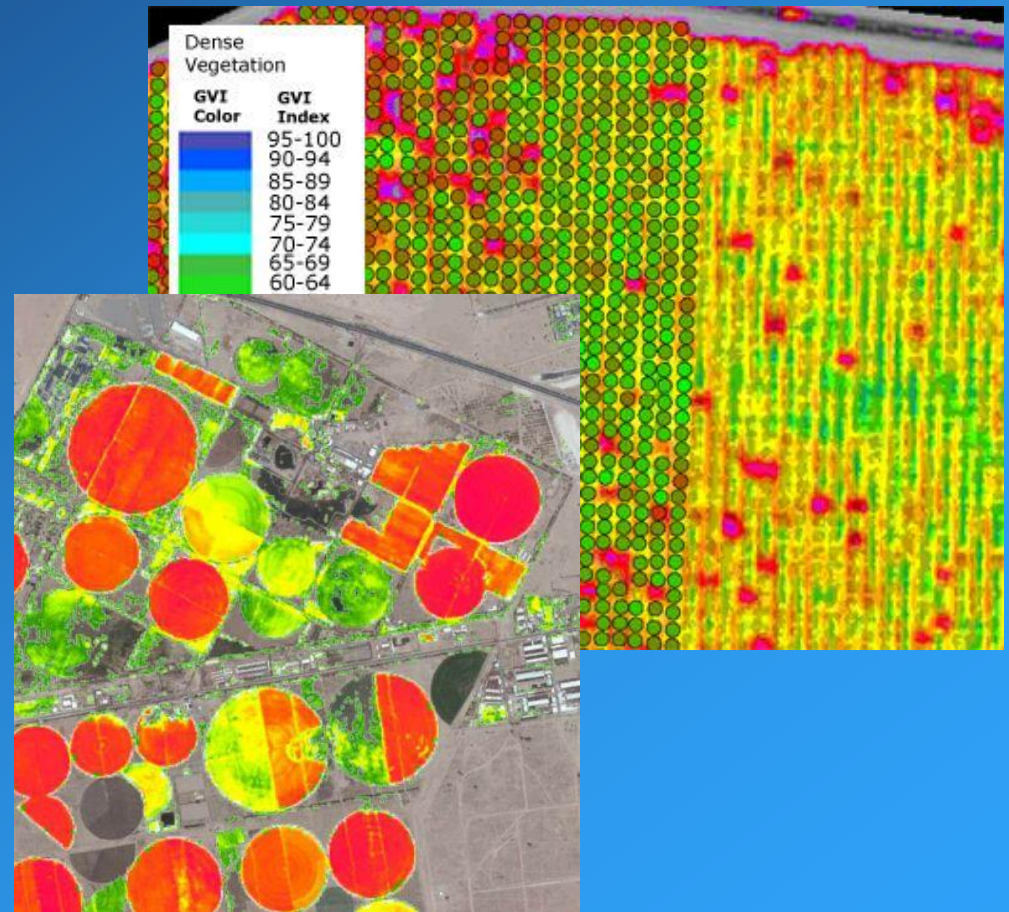 Dense
Vegetation
GVI GVI
Color Index
95-100
90-94
85-89
80-84
75-79
70-74
65-69
60-64